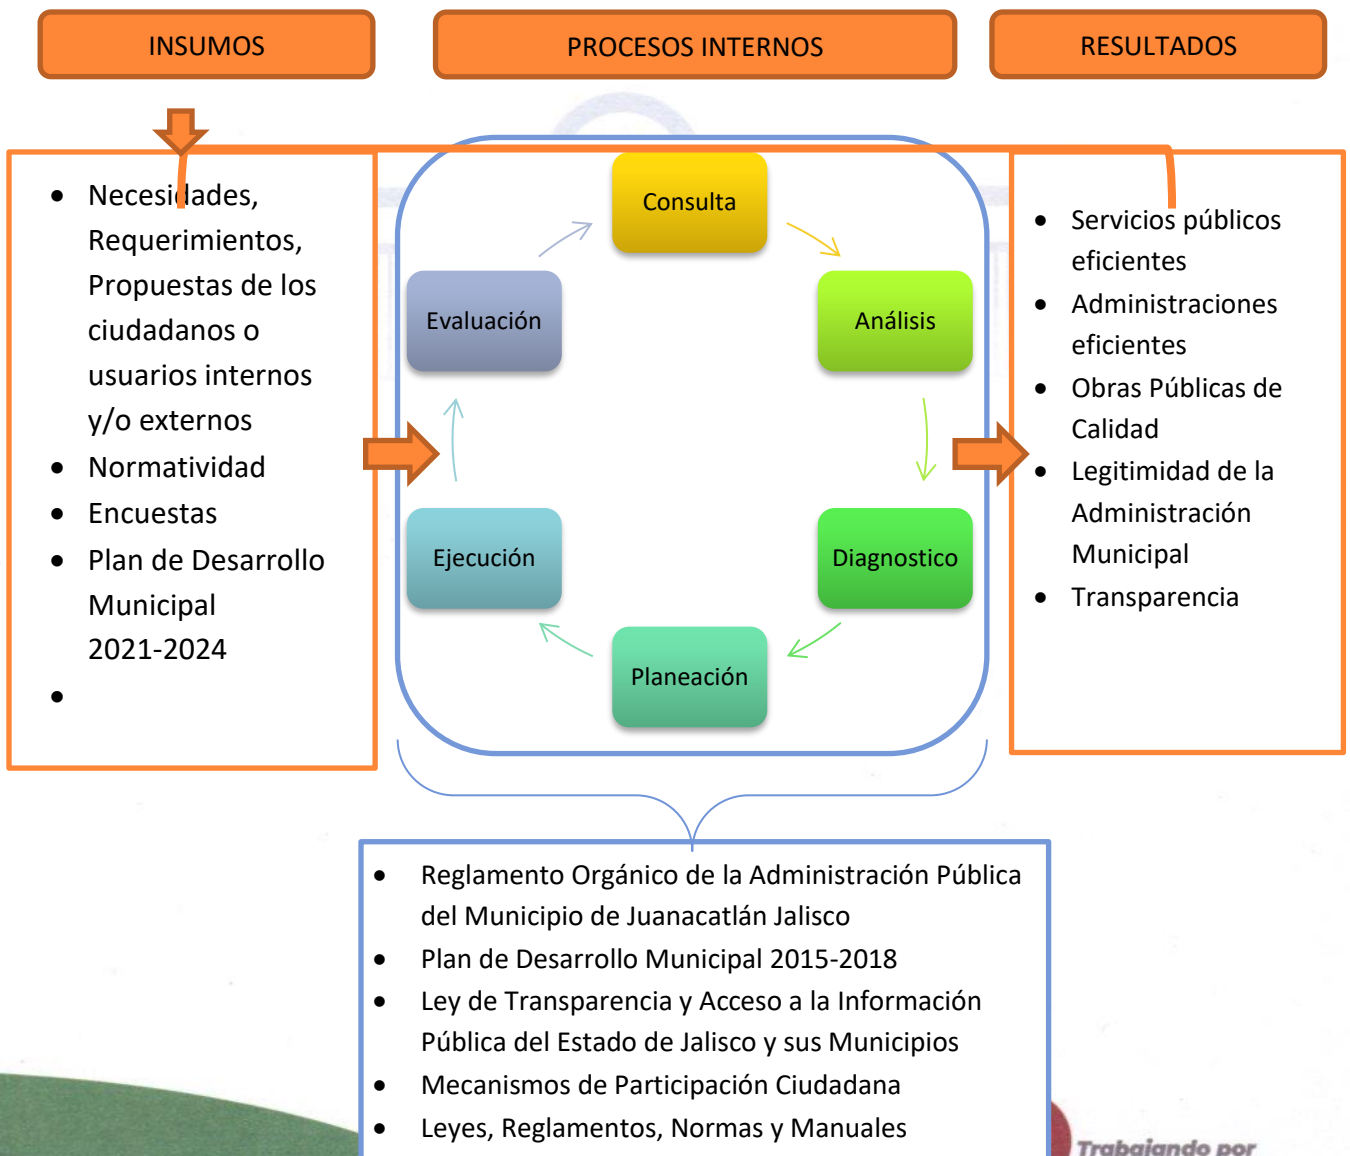 INSUMOS
PROCESOS INTERNOS
RESULTADOS
• Necesidades,
Requerimientos,
Propuestas de los
ciudadanos o
usuarios internos
y/o externos
• Normatividad
• Encuestas
• Plan de Desarrollo
Municipal
2021-2024
•
Consulta
Análisis
Diagnostico
Planeación
Ejecución
Evaluación
• Servicios públicos
eficientes
• Administraciones
eficientes
• Obras Públicas de
Calidad
• Legitimidad de la
Administración
Municipal
• Transparencia
• Reglamento Orgánico de la Administración Pública
del Municipio de Juanacatlán Jalisco
• Plan de Desarrollo Municipal 2015-2018
• Ley de Transparencia y Acceso a la Información
Pública del Estado de Jalisco y sus Municipios
• Mecanismos de Participación Ciudadana
• Leyes, Reglamentos, Normas y Manuales
Trabajando por